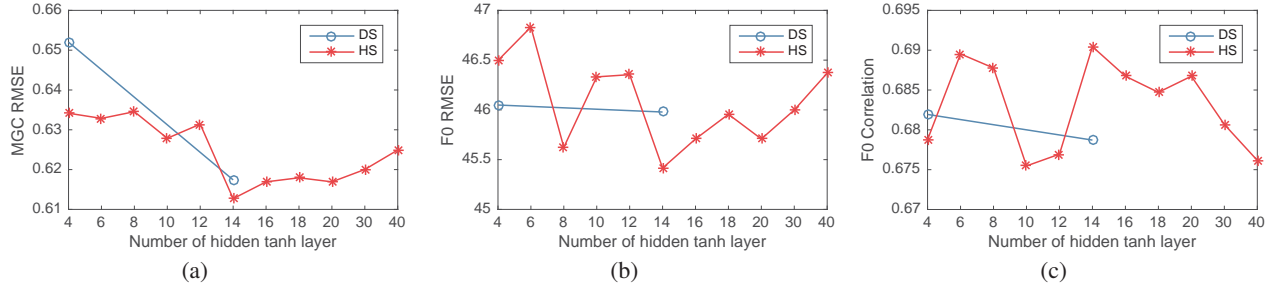 0.66
0.65
0.64
0.63
0.62
0.61
MGC RMSE
4 6 8 10 12 14 16 18 20 30 40
Number of hidden tanh layer
DS
HS
(a)
47
46.5
46
45.5
45
F0 RMSE
4 6 8 10 12 14 16 18 20 30 40
Number of hidden tanh layer
DS
HS
(b)
0.695
0.69
0.685
0.68
0.675
0.67
F0 Correlation
4 6 8 10 12 14 16 18 20 30 40
Number of hidden tanh layer
DS
HS
(c)